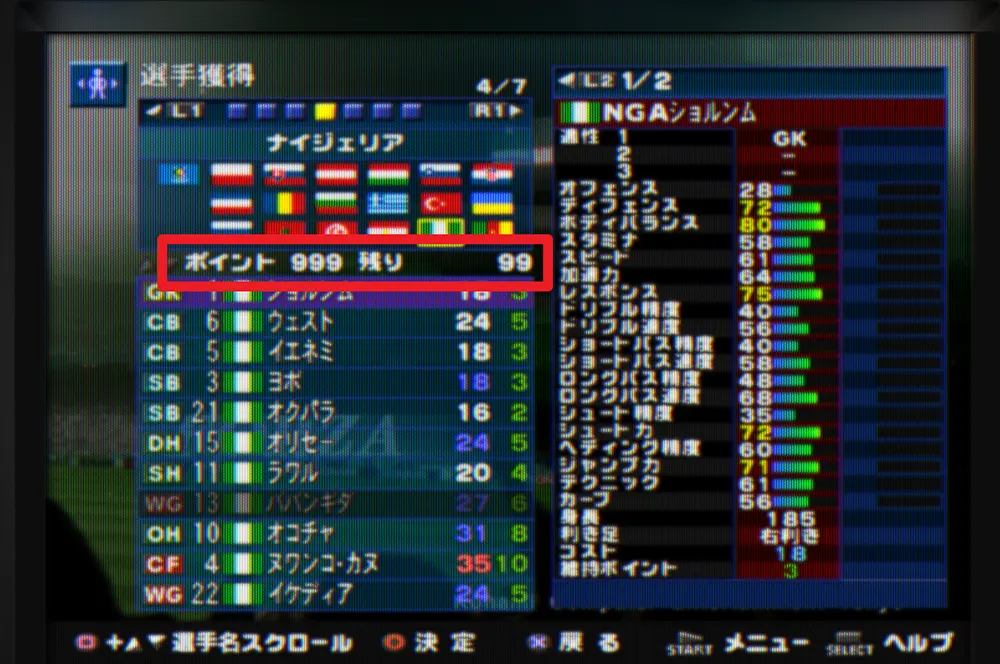 選手獲得
4/7
L1 R1
ナイジェリア
ポイント 999 残り 99
GK 1 ショルンム 18 3
CB 6 ウェスト 24 5
CB 5 イエネミ 18 3
SB 3 ヨボ 18 3
SB 21 オクパラ 16 2
DH 15 オリセー 24 5
SH 11 ラワル 20 4
WG 13 ババンギダ 27 6
OH 10 オコチャ 31 8
CF 4 ヌワンコ・カヌ 35 10
WG 22 イケディア 24 5
L2 1/2
NGAショルンム
適性 1 GK
2 -
3 -
オフェンス 28
ディフェンス 72
ボディバランス 80
スタミナ 58
スピード 61
加速力 64
レスポンス 75
ドリブル精度 40
ドリブル速度 56
ショートパス精度 40
ショートパス速度 58
ロングパス精度 48
ロングパス速度 68
シュート精度 35
シュート力 72
ヘディング精度 60
ジャンプ力 71
テクニック 61
カーブ 56
身長 185
利き足 右利き
コスト 18
維持ポイント 3
+▲▼選手名スクロール 決定 戻る START メニュー SELECT ヘルプ